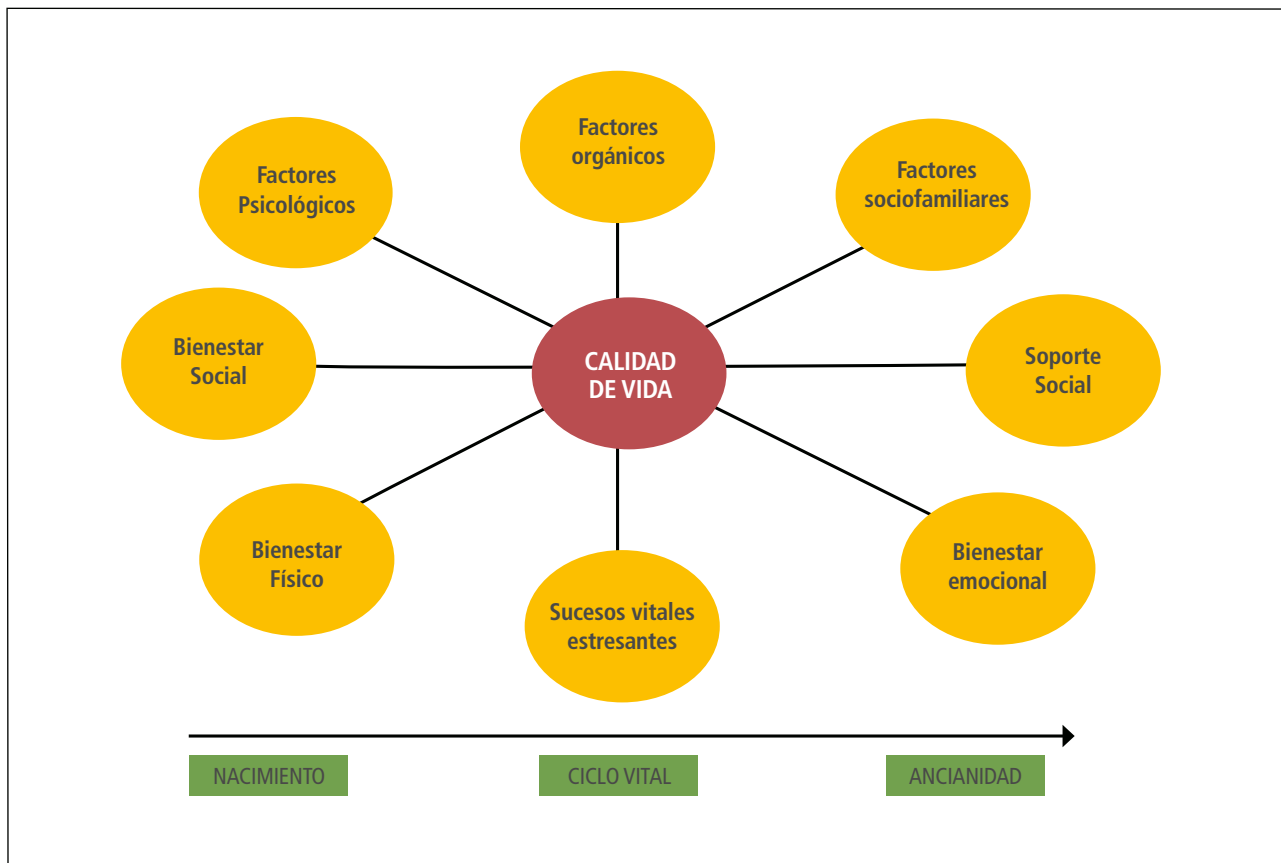 Factores
orgánicos
Factores
Psicológicos
Factores
sociofamiliares
Bienestar
Social
CALIDAD
DE VIDA
Soporte
Social
Bienestar
Físico
Bienestar
emocional
Sucesos vitales
estresantes
NACIMIENTO
CICLO VITAL
ANCIANIDAD